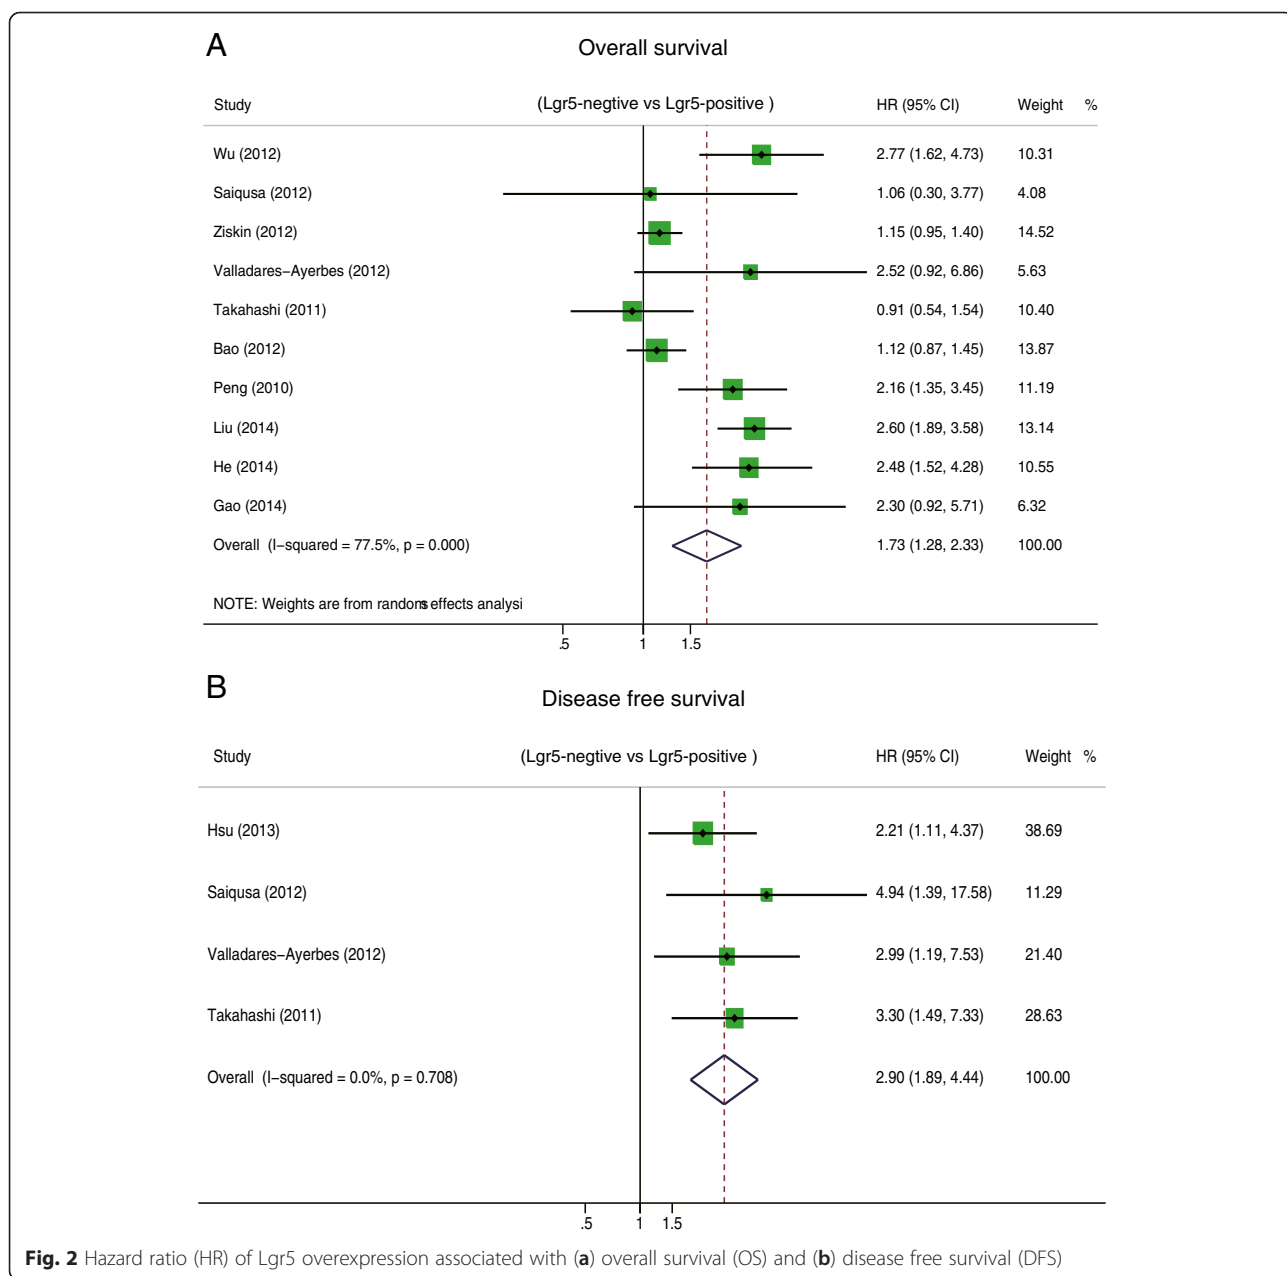 A
Overall survival
Study (Lgr5-negtive vs Lgr5-positive ) HR (95% CI) Weight %
Wu (2012) 2.77 (1.62, 4.73) 10.31
Saiqusa (2012) 1.06 (0.30, 3.77) 4.08
Ziskin (2012) 1.15 (0.95, 1.40) 14.52
Valladares−Ayerbes (2012) 2.52 (0.92, 6.86) 5.63
Takahashi (2011) 0.91 (0.54, 1.54) 10.40
Bao (2012) 1.12 (0.87, 1.45) 13.87
Peng (2010) 2.16 (1.35, 3.45) 11.19
Liu (2014) 2.60 (1.89, 3.58) 13.14
He (2014) 2.48 (1.52, 4.28) 10.55
Gao (2014) 2.30 (0.92, 5.71) 6.32
Overall (I−squared = 77.5%, p = 0.000) 1.73 (1.28, 2.33) 100.00
NOTE: Weights are from randoms effects analysi
.5 1 1.5
B
Disease free survival
Study (Lgr5-negtive vs Lgr5-positive ) HR (95% CI) Weight %
Hsu (2013) 2.21 (1.11, 4.37) 38.69
Saiqusa (2012) 4.94 (1.39, 17.58) 11.29
Valladares−Ayerbes (2012) 2.99 (1.19, 7.53) 21.40
Takahashi (2011) 3.30 (1.49, 7.33) 28.63
Overall (I−squared = 0.0%, p = 0.708) 2.90 (1.89, 4.44) 100.00
.5 1 1.5
Fig. 2 Hazard ratio (HR) of Lgr5 overexpression associated with (a) overall survival (OS) and (b) disease free survival (DFS)